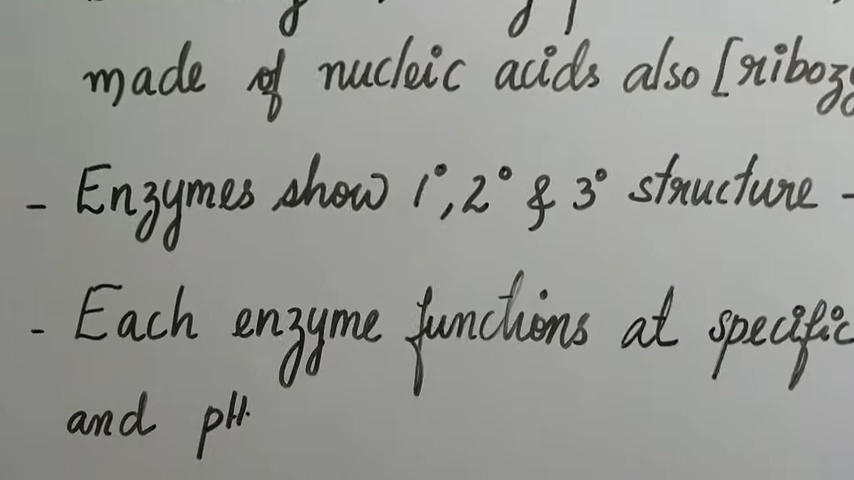 made of nucleic acids also [riboz
- Enzymes show 1°, 2° & 3° structure -
- Each enzyme functions at specific
and pH.